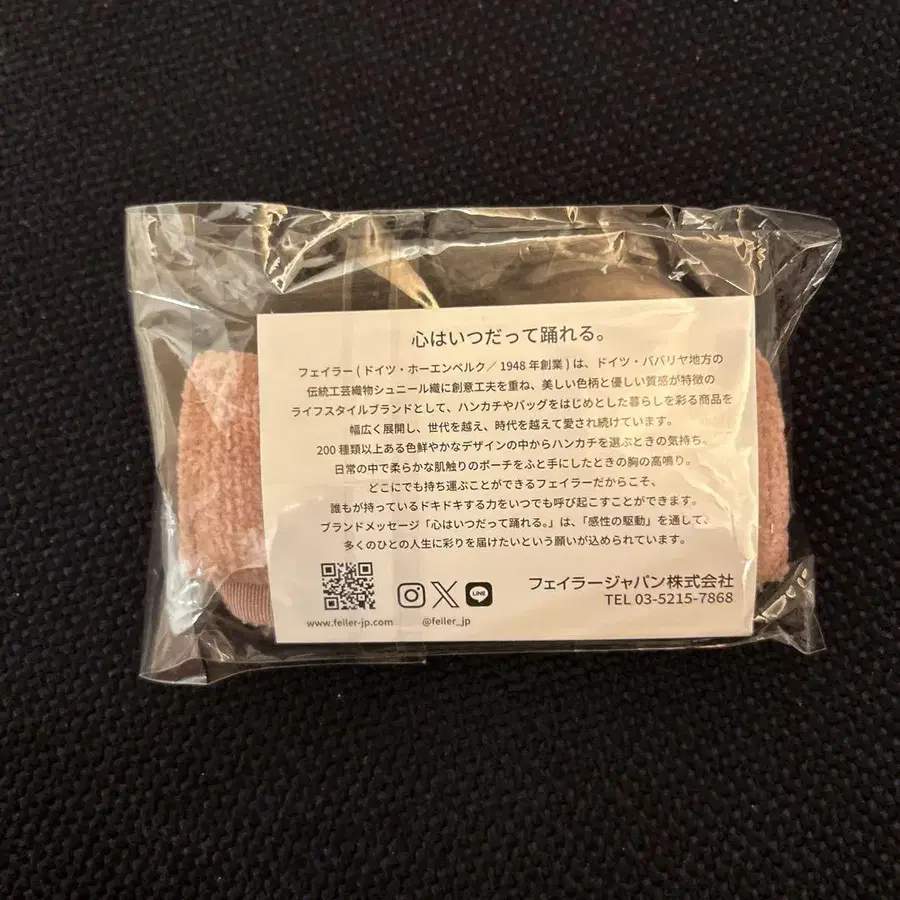 心はいつだって踊れる。
フェイラー(ドイツ・ホーエンベルク/1948年創業)は、ドイツ・ババリヤ地方の
伝統工芸織物シュニール織に創意工夫を重ね、美しい色柄と優しい質感が特徴の
ライフスタイルブランドとして、ハンカチやバッグをはじめとした暮らしを彩る商品を
幅広く展開し、世代を越え、時代を越えて愛され続けています。
200種類以上ある色鮮やかなデザインの中からハンカチを選ぶときの気持ち。
日常の中で柔らかな肌触りのポーチをふと手にしたときの胸の高鳴り。
どこにでも持ち運ぶことができるフェイラーだからこそ、
誰もが持っているドキドキする力をいつでも呼び起こすことができます。
ブランドメッセージ「心はいつだって踊れる。」は、「感性の駆動」を通して、
多くのひとの人生に彩りを届けたいという願いが込められています。
LINE
フェイラージャパン株式会社
TEL 03-5215-7868
www.feiler-jp.com @feiler_jp